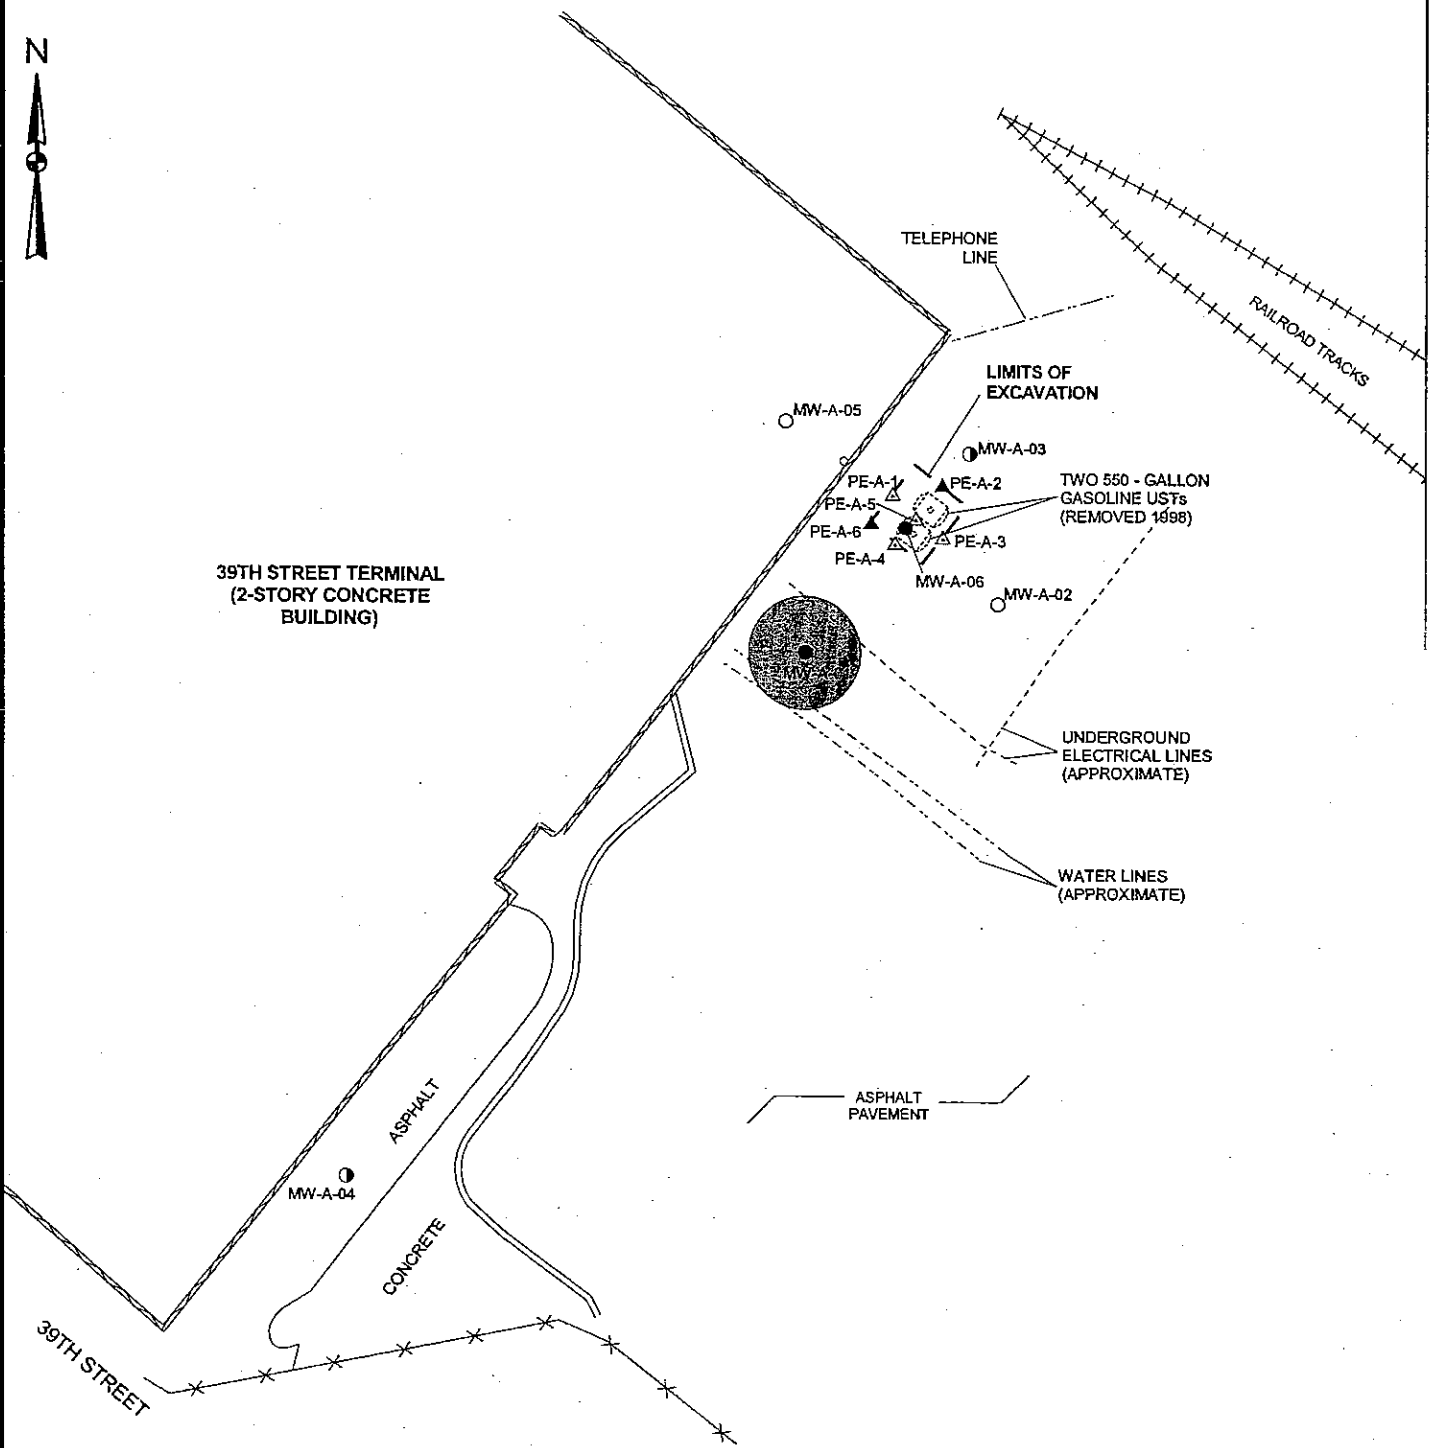 N
TELEPHONE
LINE
RAILROAD TRACKS
LIMITS OF
EXCAVATION
MW-A-05
MW-A-03
PE-A-1
PE-A-2
TWO 550 - GALLON
GASOLINE USTs
(REMOVED 1998)
PE-A-5
PE-A-6
PE-A-3
PE-A-4
MW-A-06
MW-A-02
39TH STREET TERMINAL
(2-STORY CONCRETE
BUILDING)
UNDERGROUND
ELECTRICAL LINES
(APPROXIMATE)
WATER LINES
(APPROXIMATE)
ASPHALT
PAVEMENT
ASPHALT
MW-A-04
CONCRETE
39TH STREET